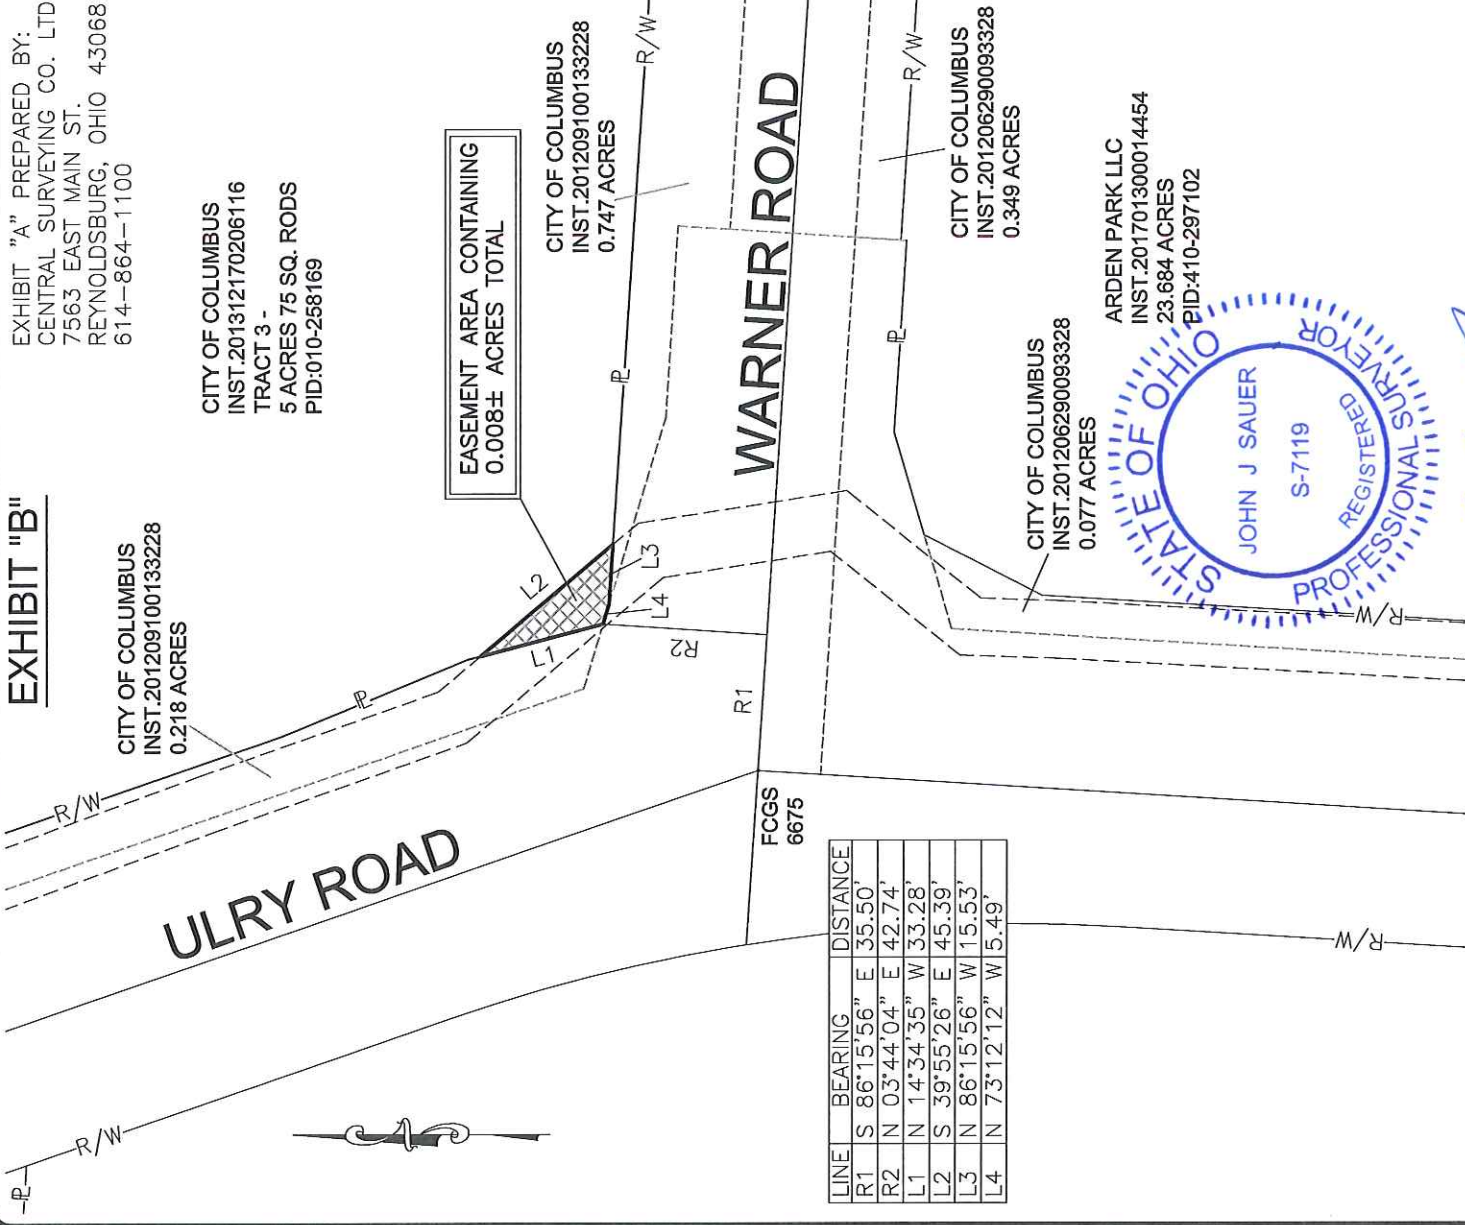 EXHIBIT "A" PREPARED BY:
CENTRAL SURVEYING CO. LTD
7563 EAST MAIN ST.
REYNOLDSBURG, OHIO 43068
614-864-1100
EXHIBIT "B"
CITY OF COLUMBUS
INST.201209100133228
0.218 ACRES
CITY OF COLUMBUS
INST.201312170206116
TRACT 3 -
5 ACRES 75 SQ. RODS
PID:010-258169
EASEMENT AREA CONTAINING
0.008± ACRES TOTAL
CITY OF COLUMBUS
INST.201209100133228
0.747 ACRES
R/W
R/W
R/W
R/W
R/W
R/W
PL
PL
PL
PL
L2
L1
L3
L4
R2
R1
ULRY ROAD
WARNER ROAD
FCGS
6675
CITY OF COLUMBUS
INST.201206290093328
0.349 ACRES
CITY OF COLUMBUS
INST.201206290093328
0.077 ACRES
ARDEN PARK LLC
INST.201701300014454
23.684 ACRES
PID:410-297102
STATE OF OHIO
JOHN J SAUER
S-7119
REGISTERED
PROFESSIONAL SURVEYOR
LINE BEARING DISTANCE
R1 S 86°15'56" E 35.50'
R2 N 03°44'04" E 42.74'
L1 N 14°34'35" W 33.28'
L2 S 39°55'26" E 45.39'
L3 N 86°15'56" W 15.53'
L4 N 73°12'12" W 5.49'